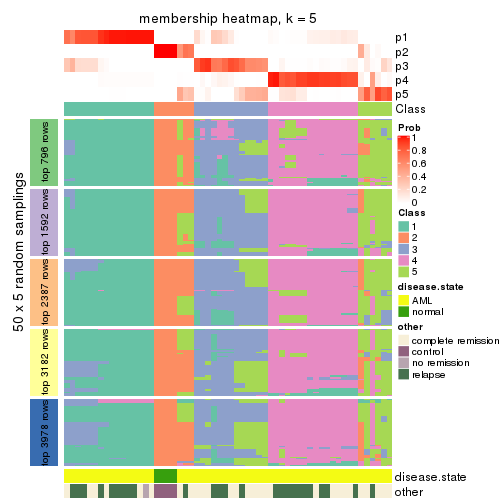 membership heatmap, k = 5
p1
p2
p3
p4
p5
Class
50 x 5 random samplings
top 796 rows
top 1592 rows
top 2387 rows
top 3182 rows
top 3978 rows
disease.state
other
Prob
1
0.8
0.6
0.4
0.2
0
Class
1
2
3
4
5
disease.state
AML
normal
other
complete remission
control
no remission
relapse